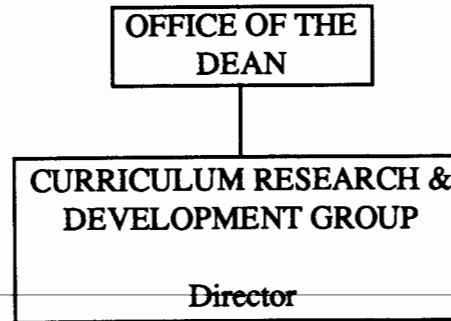 OFFICE OF THE
DEAN
CURRICULUM RESEARCH &
DEVELOPMENT GROUP
Director